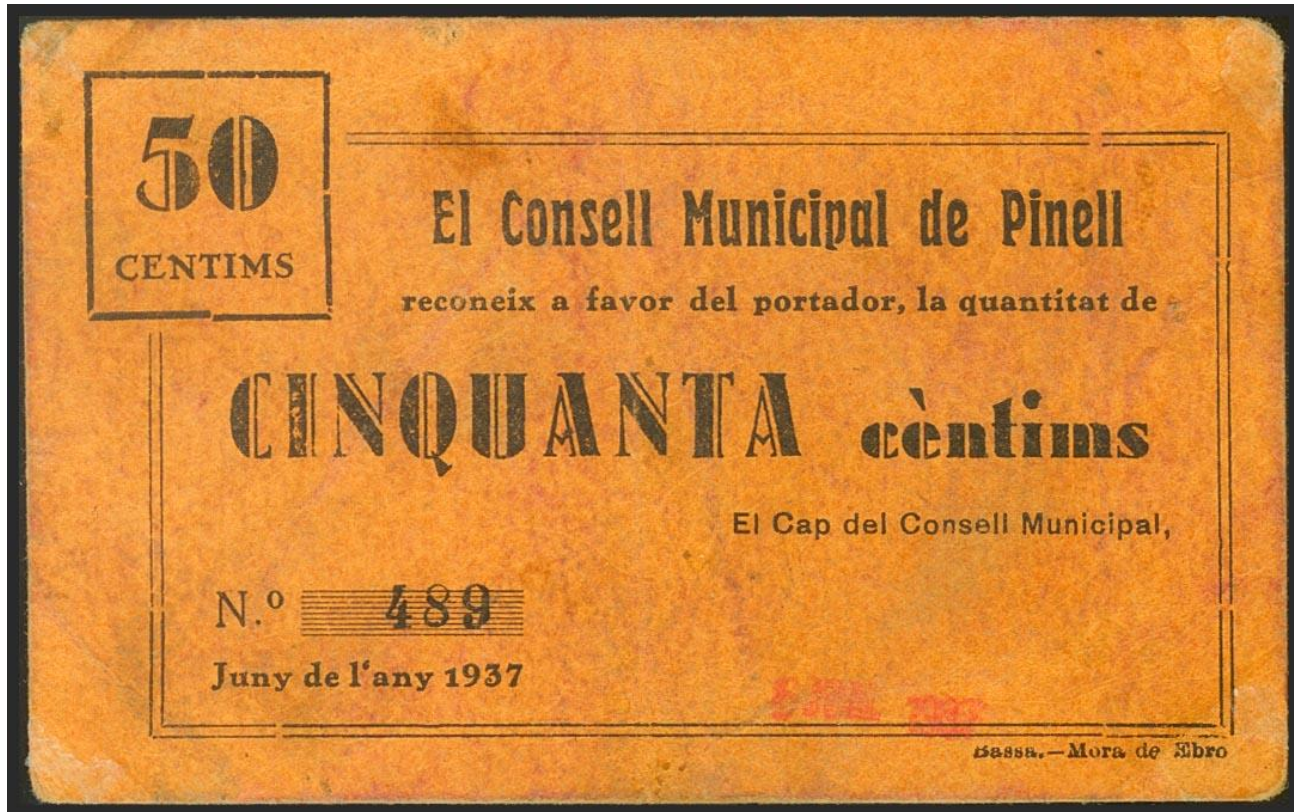 50
CENTIMS
El Consell Municipal de Pinell
reconeix a favor del portador, la quantitat de
CINQUANTA cèntims
El Cap del Consell Municipal,
N.º 489
Juny de l'any 1937
Bassa.—Mora de Ebro